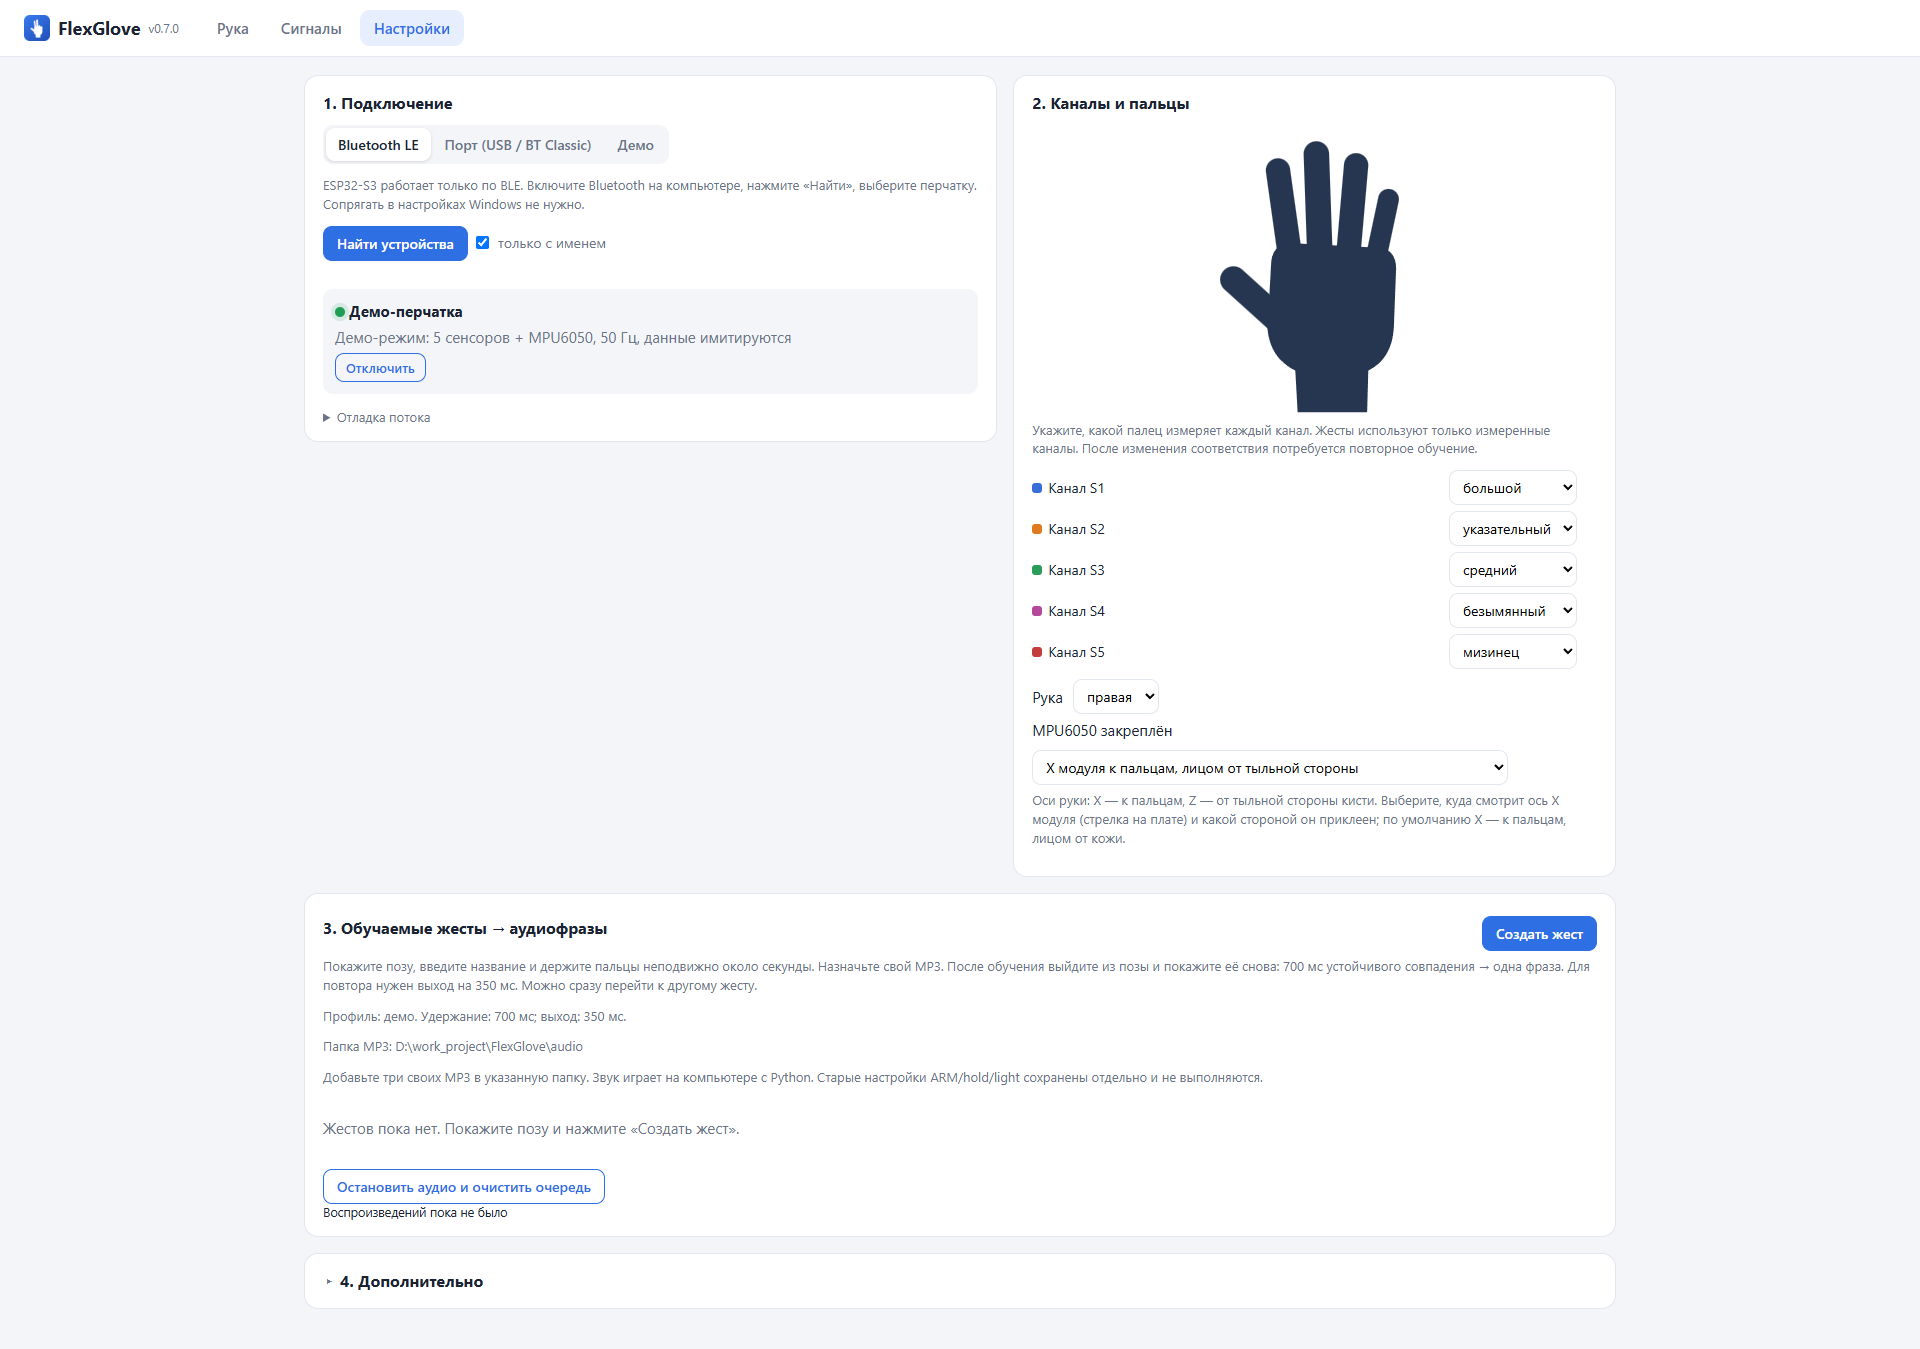 FlexGlove v0.7.0 Рука Сигналы Настройки
1. Подключение
Bluetooth LE Порт (USB / BT Classic) Демо
ESP32-S3 работает только по BLE. Включите Bluetooth на компьютере, нажмите «Найти», выберите перчатку.
Сопрягать в настройках Windows не нужно.
Найти устройства только с именем
Демо-перчатка
Демо-режим: 5 сенсоров + MPU6050, 50 Гц, данные имитируются
Отключить
Отладка потока
2. Каналы и пальцы
Укажите, какой палец измеряет каждый канал. Жесты используют только измеренные
каналы. После изменения соответствия потребуется повторное обучение.
Канал S1 большой
Канал S2 указательный
Канал S3 средний
Канал S4 безымянный
Канал S5 мизинец
Рука правая
MPU6050 закреплён
X модуля к пальцам, лицом от тыльной стороны
Оси руки: X — к пальцам, Z — от тыльной стороны кисти. Выберите, куда смотрит ось X
модуля (стрелка на плате) и какой стороной он приклеен; по умолчанию X — к пальцам,
лицом от кожи.
3. Обучаемые жесты → аудиофразы
Создать жест
Покажите позу, введите название и держите пальцы неподвижно около секунды. Назначьте свой MP3. После обучения выйдите из позы и покажите её снова: 700 мс устойчивого совпадения → одна фраза. Для
повтора нужен выход на 350 мс. Можно сразу перейти к другому жесту.
Профиль: демо. Удержание: 700 мс; выход: 350 мс.
Папка MP3: D:\work_project\FlexGlove\audio
Добавьте три своих MP3 в указанную папку. Звук играет на компьютере с Python. Старые настройки ARM/hold/light сохранены отдельно и не выполняются.
Жестов пока нет. Покажите позу и нажмите «Создать жест».
Остановить аудио и очистить очередь
Воспроизведений пока не было
4. Дополнительно